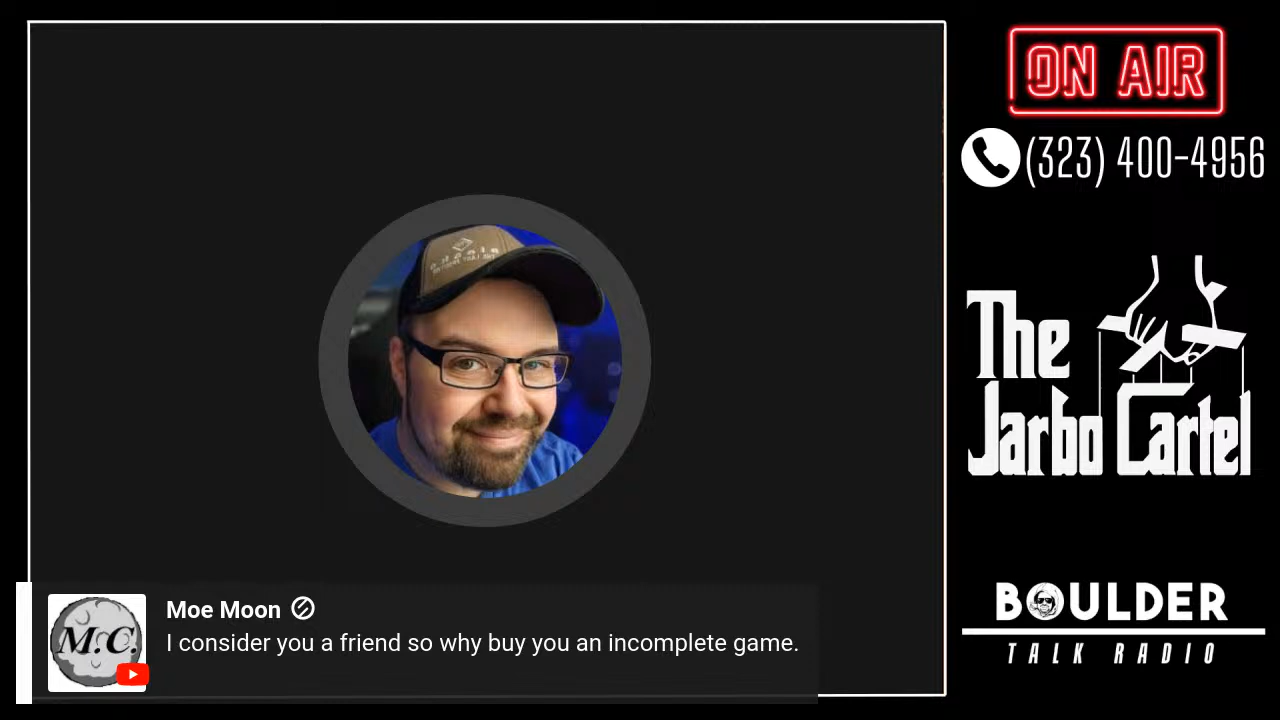 ON AIR
(323) 400-4956
The
Jarbo Cartel
BOULDER
TALK RADIO
M.C.
Moe Moon
I consider you a friend so why buy you an incomplete game.